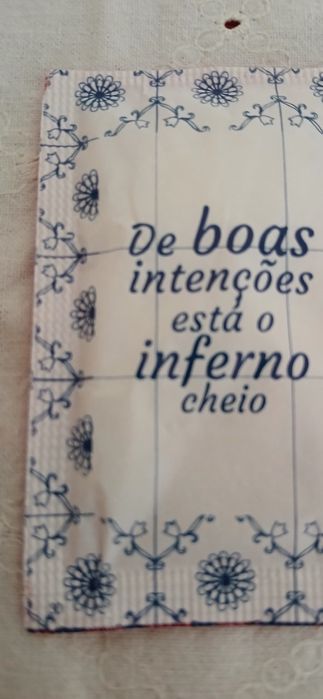 De boas
intenções
está o
inferno
cheio